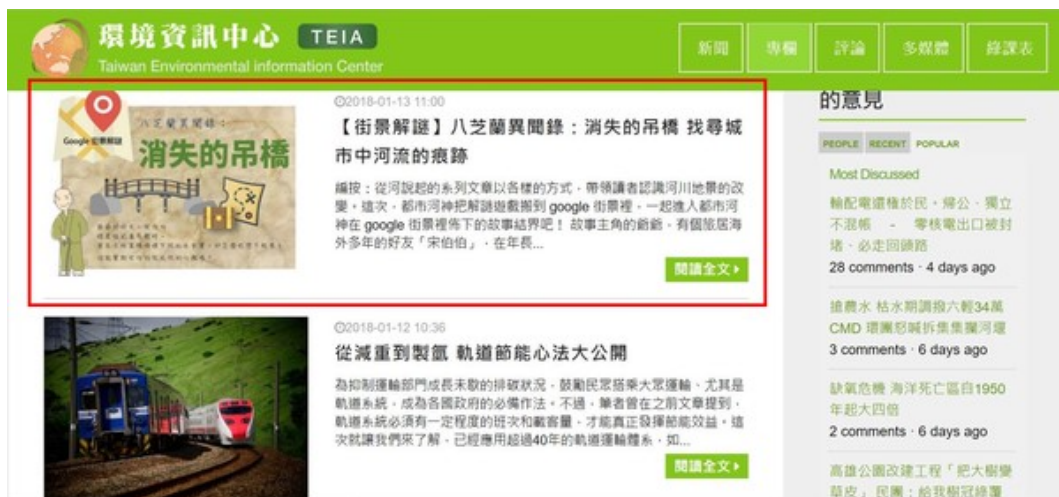 環境資訊中心 TEIA
Taiwan Environmental information Center
新聞
專欄
評論
多媒體
綠課表
Google 街景解謎
八芝蘭異聞錄：
消失的吊橋
2018-01-13 11:00
【街景解謎】八芝蘭異聞錄：消失的吊橋 找尋城
市中河流的痕跡
編按：從河說起的系列文章以各樣的方式，帶領讀者認識河川地景的改
變。這次，都市河神把解謎遊戲搬到 google 街景裡，一起進入都市河
神在 google 街景裡佈下的故事結界吧！ 故事主角的爺爺，有個旅居海
外多年的好友「宋伯伯」，在年長...
閱讀全文
2018-01-12 10:36
從減重到製氫 軌道節能心法大公開
為抑制運輸部門成長未歇的排碳狀況，鼓勵民眾搭乘大眾運輸、尤其是
軌道系統，成為各國政府的必備作法。不過，筆者曾在之前文章提到，
軌道系統必須有一定程度的班次和載客量，才能真正發揮節能效益。這
次就讓我們來了解，已經應用超過40年的軌道運輸體系，如...
閱讀全文
的意見
PEOPLE RECENT POPULAR
Most Discussed
輸配電還權於民，歸公、獨立
不混帳 - 零核電出口被封
堵、必走回頭路
28 comments · 4 days ago
搶農水 枯水期調撥六輕34萬
CMD 環團怒喊拆集集攔河堰
3 comments · 6 days ago
缺氧危機 海洋死亡區自1950
年起大四倍
2 comments · 6 days ago
高雄公園改建工程「把大樹變
草皮」 民團：給我樹冠綠覆